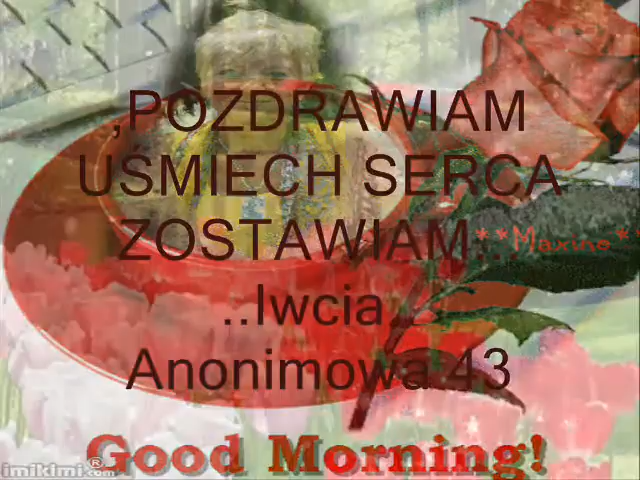 ,POZDRAWIAM
UŚMIECH SERCA
ZOSTAWIAM...
**Maxine**
..Iwcia
Anonimowa 43
Good Morning!
imikimi®.com